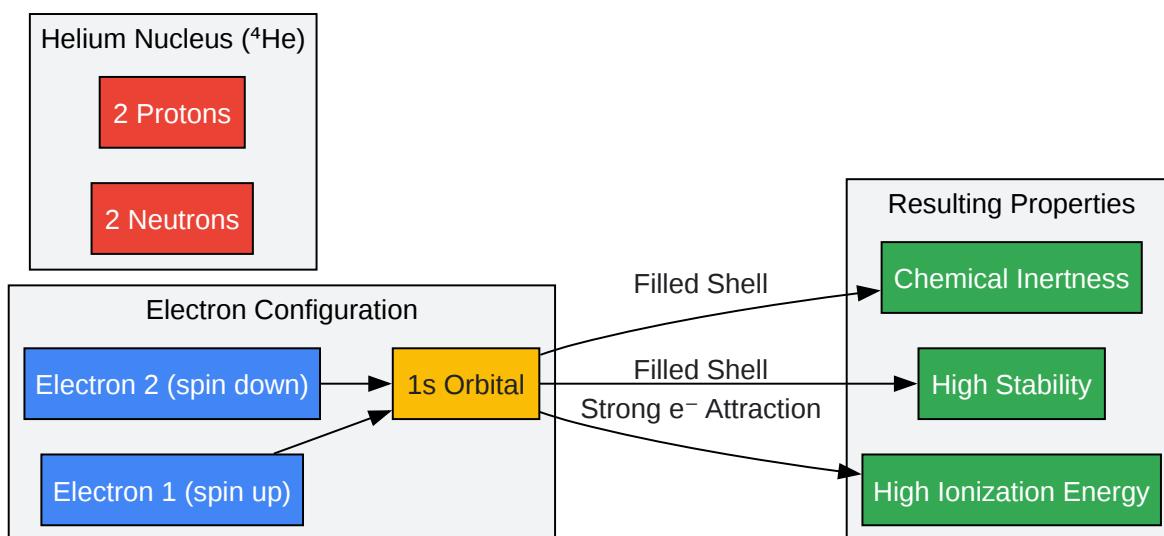 Helium Nucleus (⁴He)
2 Protons
2 Neutrons
Electron Configuration
Electron 2 (spin down)
Electron 1 (spin up)
1s Orbital
Filled Shell
Filled Shell
Strong e⁻ Attraction
Resulting Properties
Chemical Inertness
High Stability
High Ionization Energy